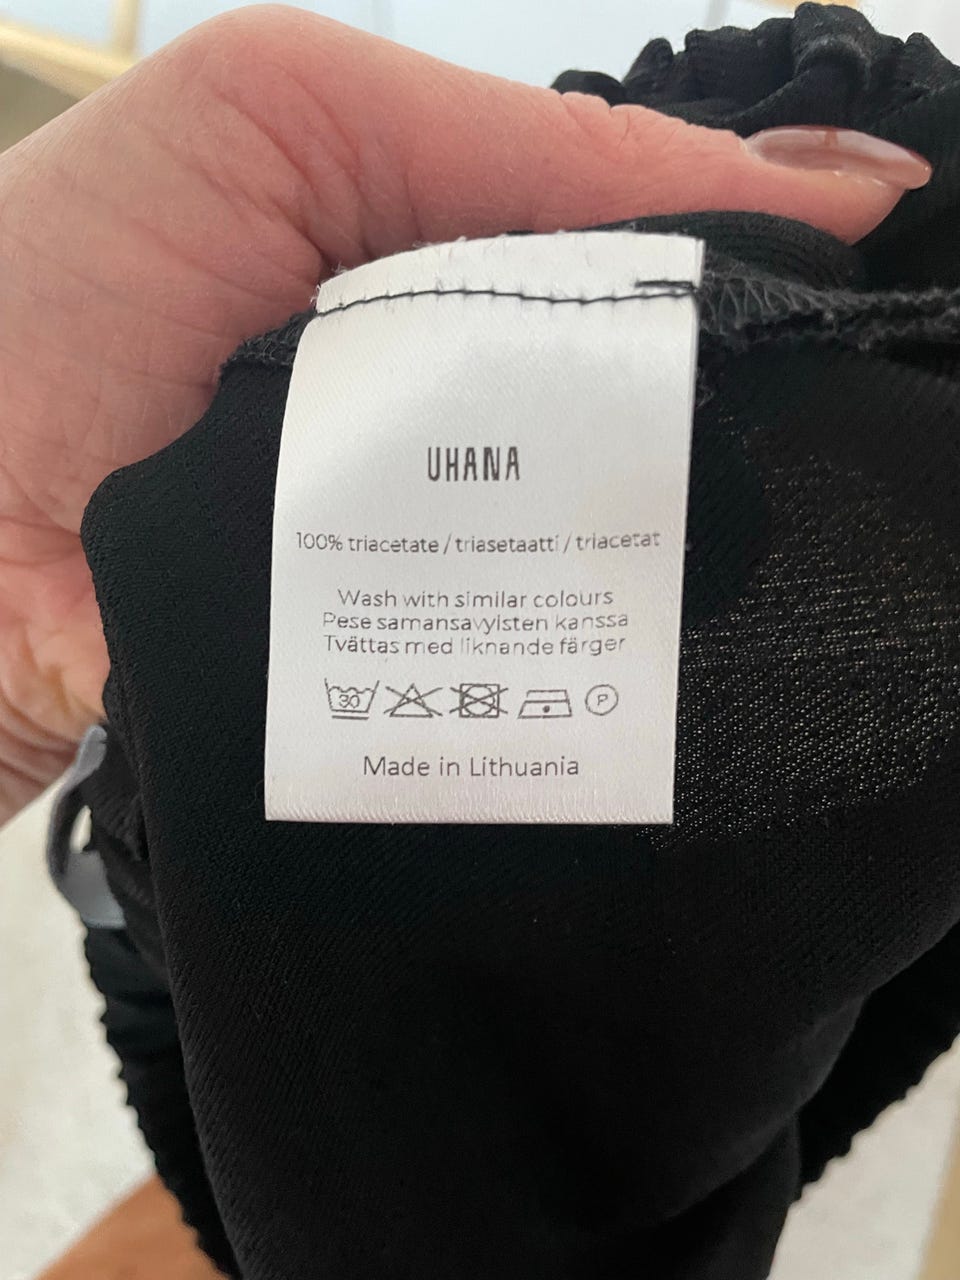 UHANA
100% triacetate / triasetaatti / triacetat
Wash with similar colours
Pese samansavyisten kanssa
Tvättas med liknande färger
30 P
Made in Lithuania